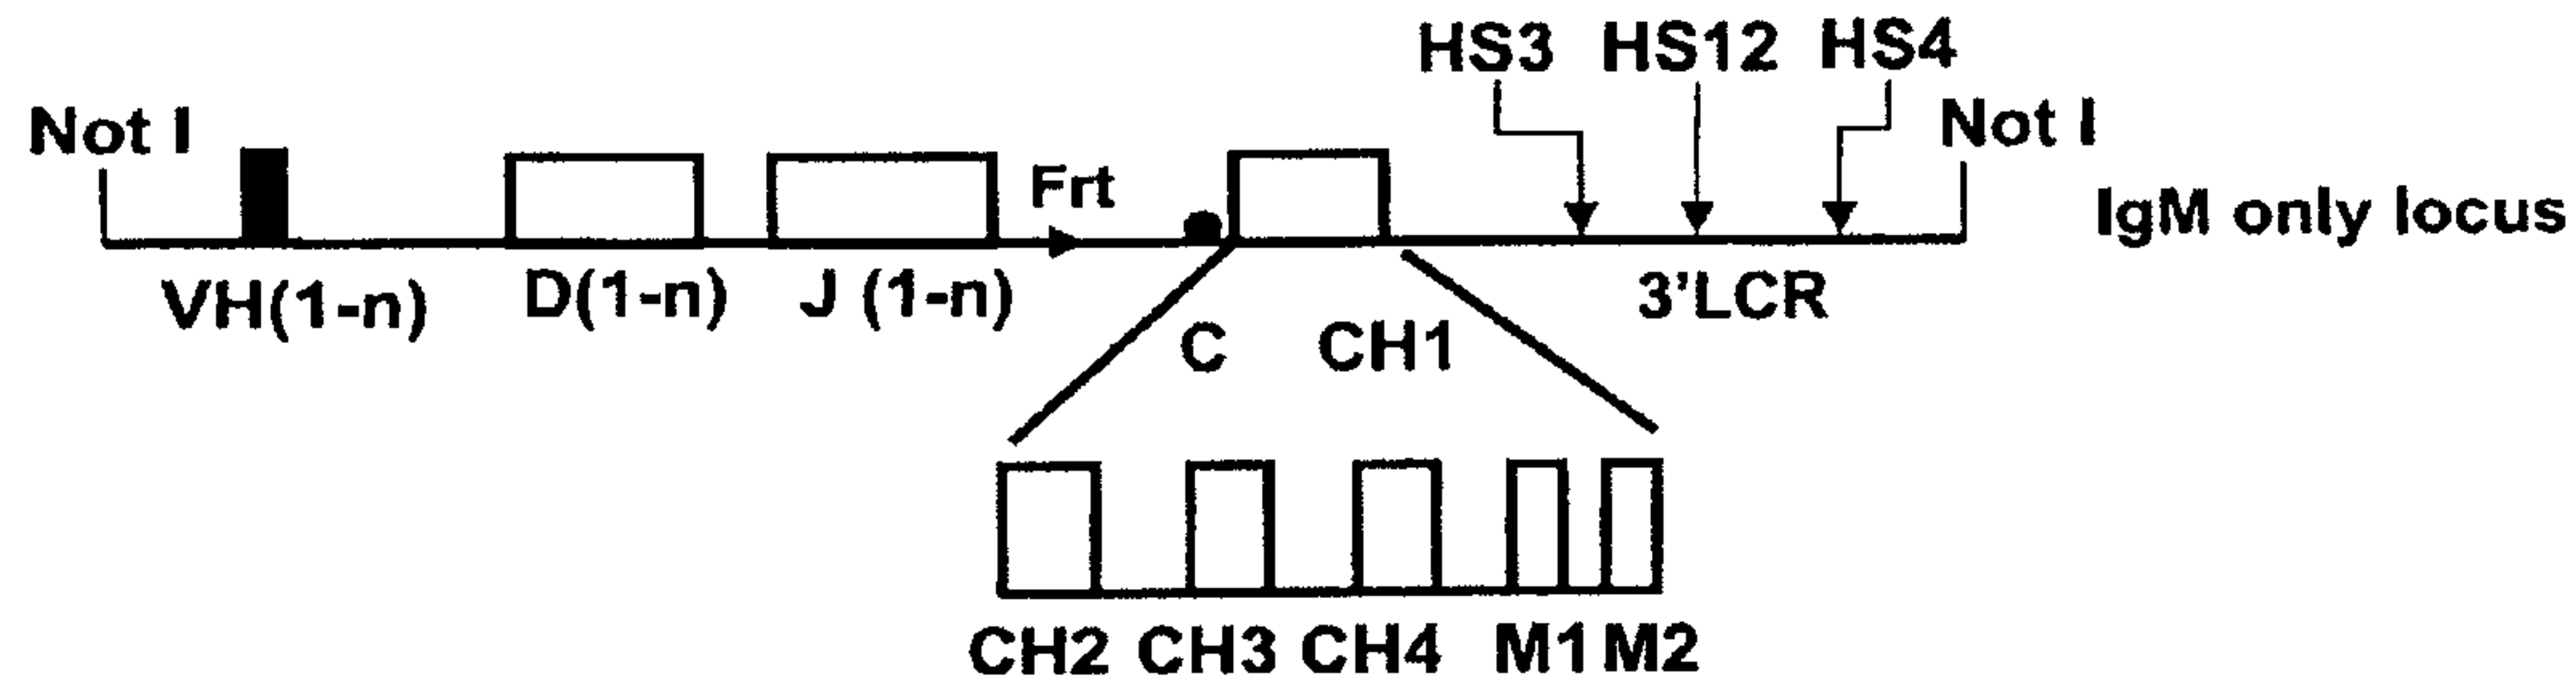 HS3 HS12 HS4
Not I
Not I
Frt
IgM only locus
VH(1-n)
D(1-n)
J (1-n)
3'LCR
C CH1
CH2 CH3 CH4 M1 M2